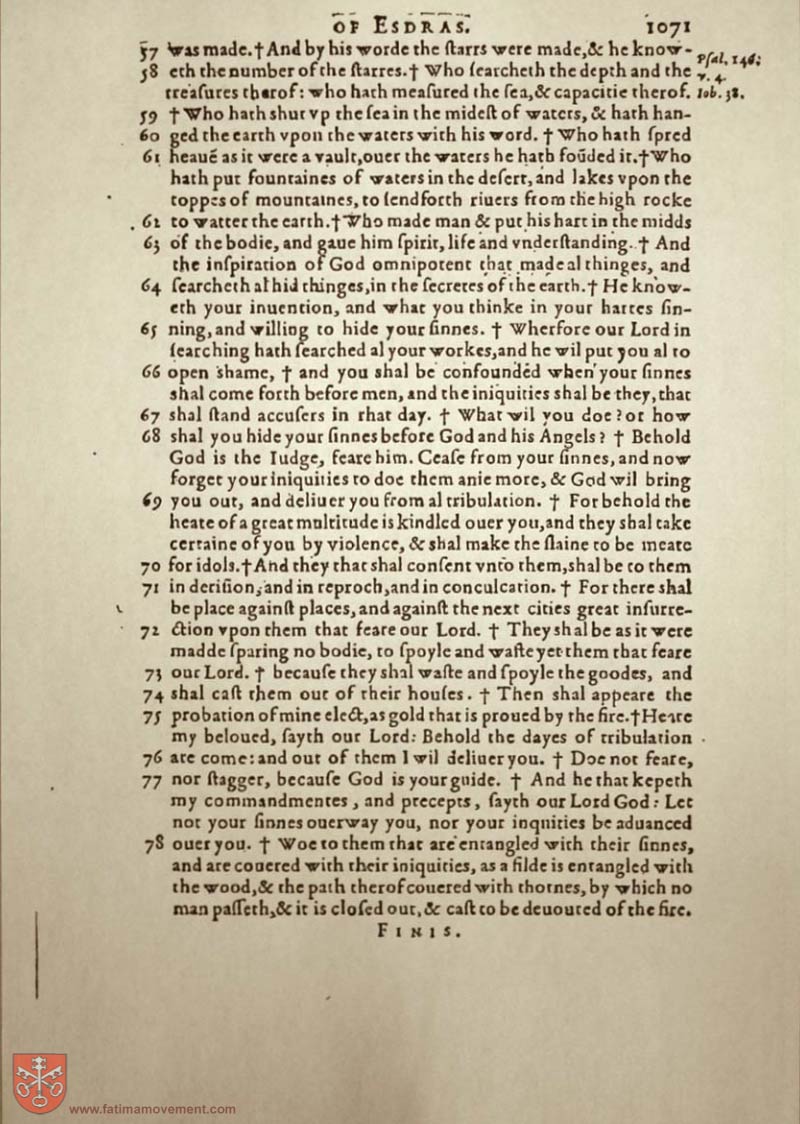 OF ESDRAS. 1071
57 was made.† And by his worde the ſtarrs were made,& he know-
58 eth the number of the ſtarres.† Who ſearcheth the depth and the
treaſures therof: who hath meaſured the ſea,& capacitie therof.
Pſal. 146;
v. 4.
Iob. 38.
59 † Who hath shut vp the ſea in the mideſt of waters, & hath han-
60 ged the earth vpon the waters with his word. † Who hath ſpred
61 heauē as it were a vault,ouer the waters he hath foūded it.† Who
hath put fountaines of waters in the deſert, and lakes vpon the
toppes of mountaines, to ſendforth riuers from the high rocke
62 to watter the earth.† Who made man & put his hart in the midds
63 of the bodie, and gaue him ſpirit, life and vnderſtanding. † And
the inſpiration of God omnipotent that made al thinges, and
64 ſearcheth al hid thinges,in the ſecretes of the earth.† He know-
eth your inuention, and what you thinke in your hartes ſin-
65 ning, and willing to hide your ſinnes. † Wherfore our Lord in
ſearching hath ſearched al your workes,and he wil put you al to
66 open shame, † and you shal be confounded when your ſinnes
shal come forth before men, and the iniquities shal be they, that
67 shal ſtand accuſers in rhat day. † What wil you doe? or how
68 shal you hide your ſinnes before God and his Angels? † Behold
God is the Iudge, feare him. Ceaſe from your ſinnes, and now
forget your iniquities to doe them anie more, & God wil bring
69 you out, and deliuer you from al tribulation. † For behold the
heate of a great multitude is kindled ouer you,and they shal take
certaine of you by violence, & shal make the ſlaine to be meate
70 for idols.† And they that shal conſent vnto them,shal be to them
71 in deriſion, and in reproch,and in conculcation. † For there shal
be place againſt places, and againſt the next cities great inſurre-
72 ction vpon them that feare our Lord. † They shal be as it were
madde ſparing no bodie, to ſpoyle and waſte yet them that feare
73 our Lord. † becauſe they shal waſte and ſpoyle the goodes, and
74 shal caſt them out of their houſes. † Then shal appeare the
75 probation of mine elect,as gold that is proued by the fire.† Heare
my beloued, ſayth our Lord: Behold the dayes of tribulation
76 are come: and out of them I wil deliuer you. † Doe not feare,
77 nor ſtagger, becauſe God is your guide. † And he that kepeth
my commandmentes, and precepts, ſayth our Lord God: Let
not your ſinnes ouerway you, nor your inquities be aduanced
78 ouer you. † Woe to them that are entangled with their ſinnes,
and are couered with their iniquities, as a filde is entangled with
the wood,& the path therof couered with thornes, by which no
man paſſeth,& it is cloſed out,& caſt to be deuoured of the fire.
FINIS.
www.fatimamovement.com